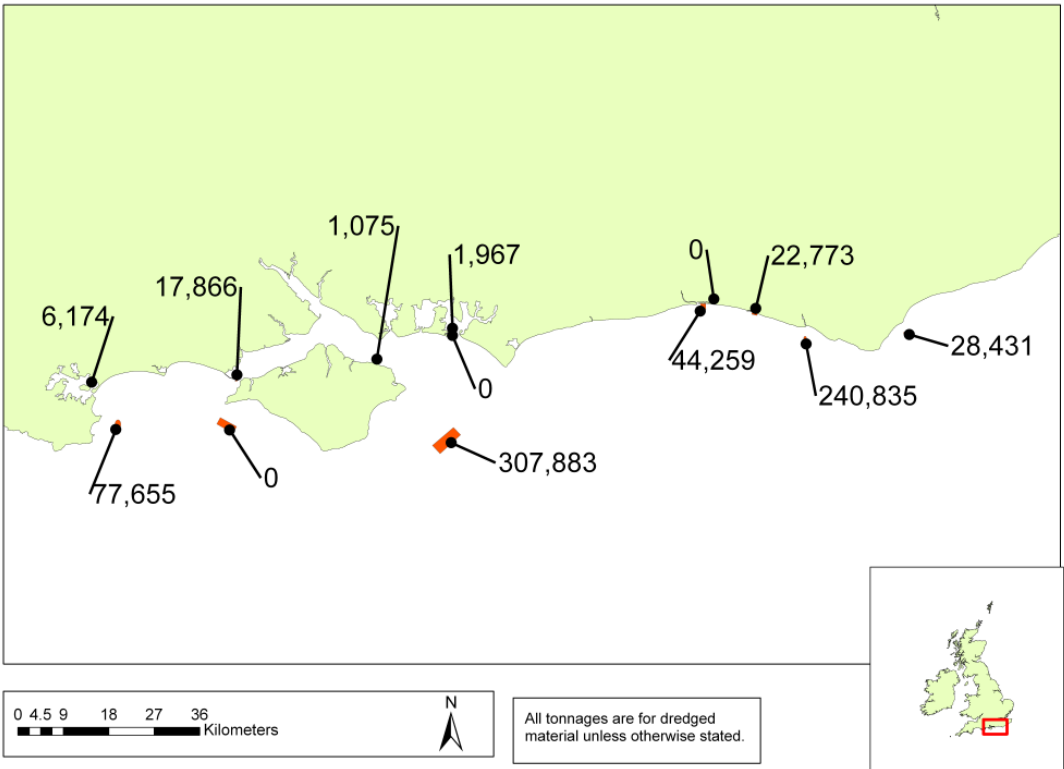 1,075
1,967
0
22,773
17,866
6,174
44,259
28,431
0
240,835
307,883
0
77,655
N
0 4.5 9 18 27 36
Kilometers
All tonnages are for dredged
material unless otherwise stated.